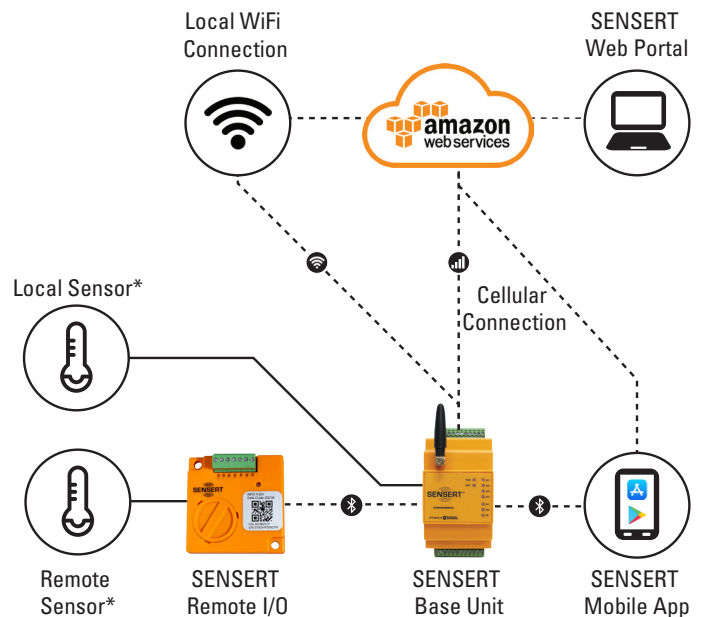 Local WiFi
Connection
SENSERT
Web Portal
amazon
webservices
Local Sensor*
Cellular
Connection
SENSERT
SENSERT
Remote
Sensor*
SENSERT
Remote I/O
SENSERT
Base Unit
SENSERT
Mobile App